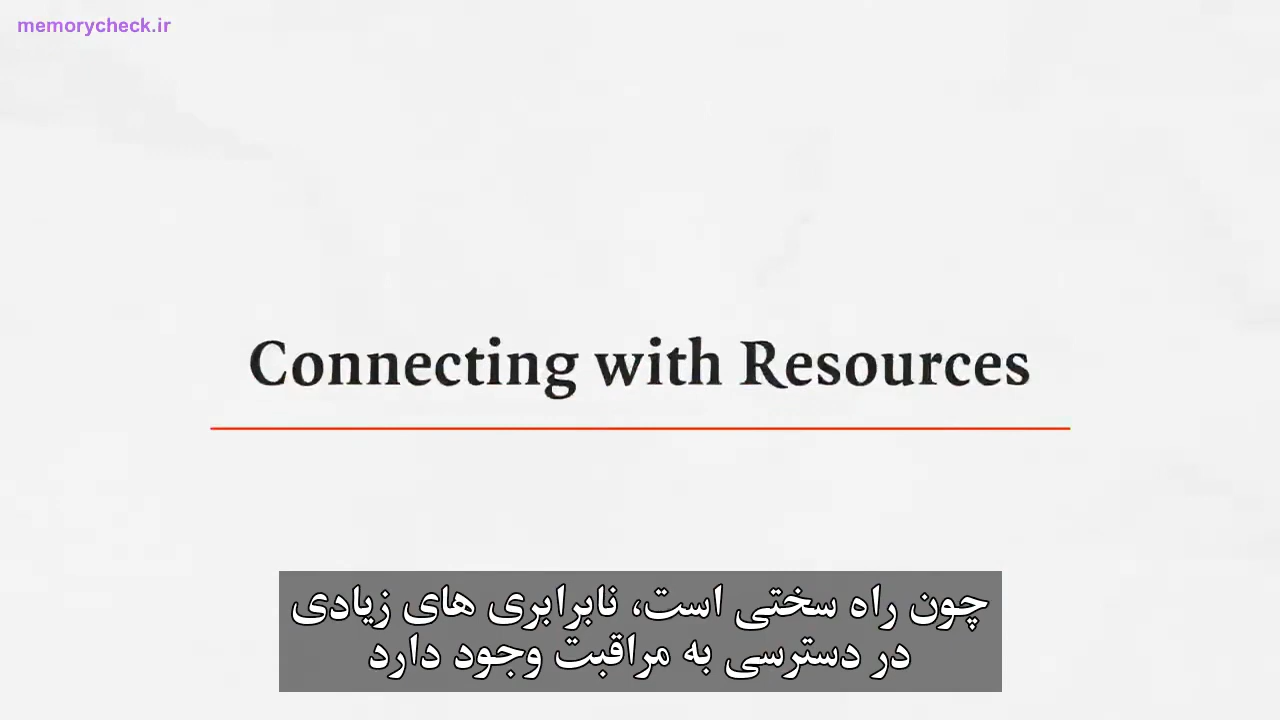 memorycheck.ir
Connecting with Resources
چون راه سختی است، نابرابری های زیادی
در دسترسی به مراقبت وجود دارد